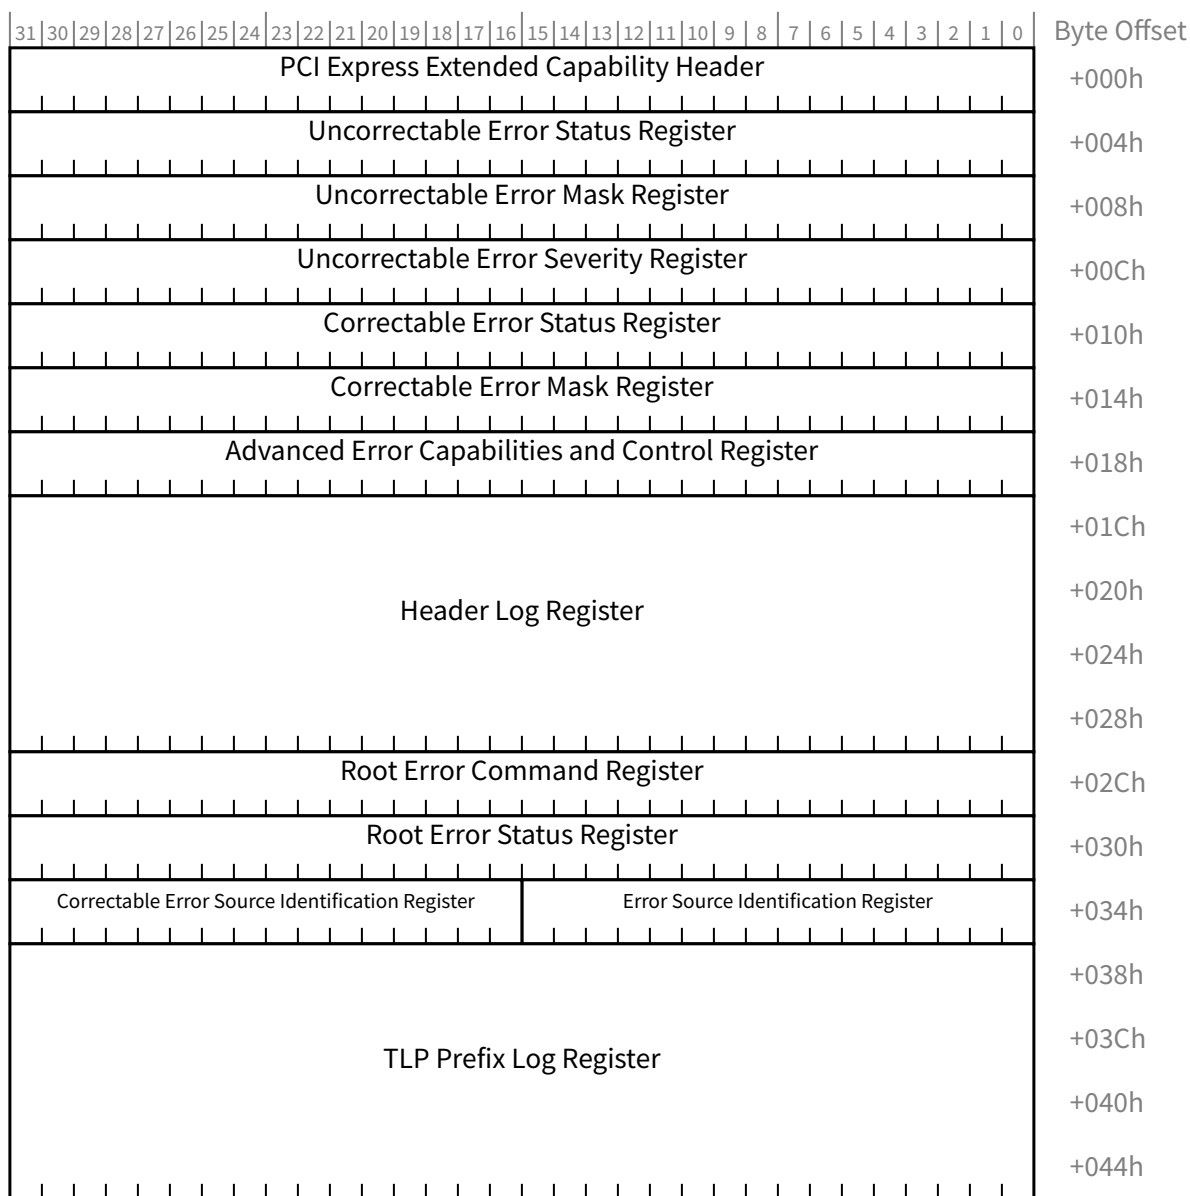 31 30 29 28 27 26 25 24 23 22 21 20 19 18 17 16 15 14 13 12 11 10 9 8 7 6 5 4 3 2 1 0 Byte Offset
PCI Express Extended Capability Header +000h
Uncorrectable Error Status Register +004h
Uncorrectable Error Mask Register +008h
Uncorrectable Error Severity Register +00Ch
Correctable Error Status Register +010h
Correctable Error Mask Register +014h
Advanced Error Capabilities and Control Register +018h
+01Ch
+020h
Header Log Register
+024h
+028h
Root Error Command Register +02Ch
Root Error Status Register +030h
Correctable Error Source Identification Register Error Source Identification Register +034h
+038h
+03Ch
TLP Prefix Log Register
+040h
+044h